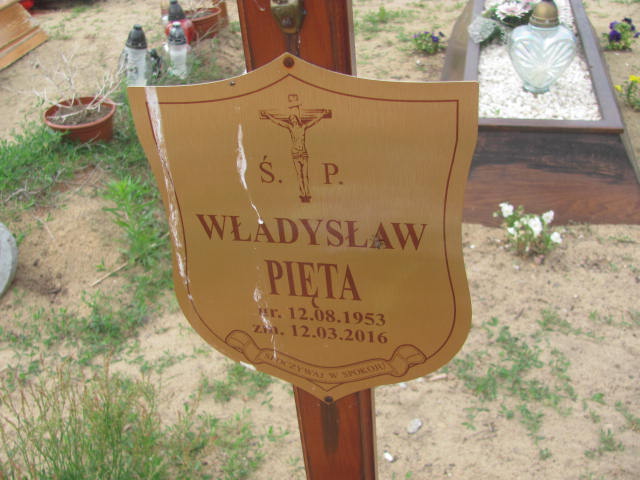 Ś. P.
WŁADYSŁAW
PIĘTA
ur. 12.08.1953
zm. 12.03.2016
SPOCZYWAJ W SPOKOJU